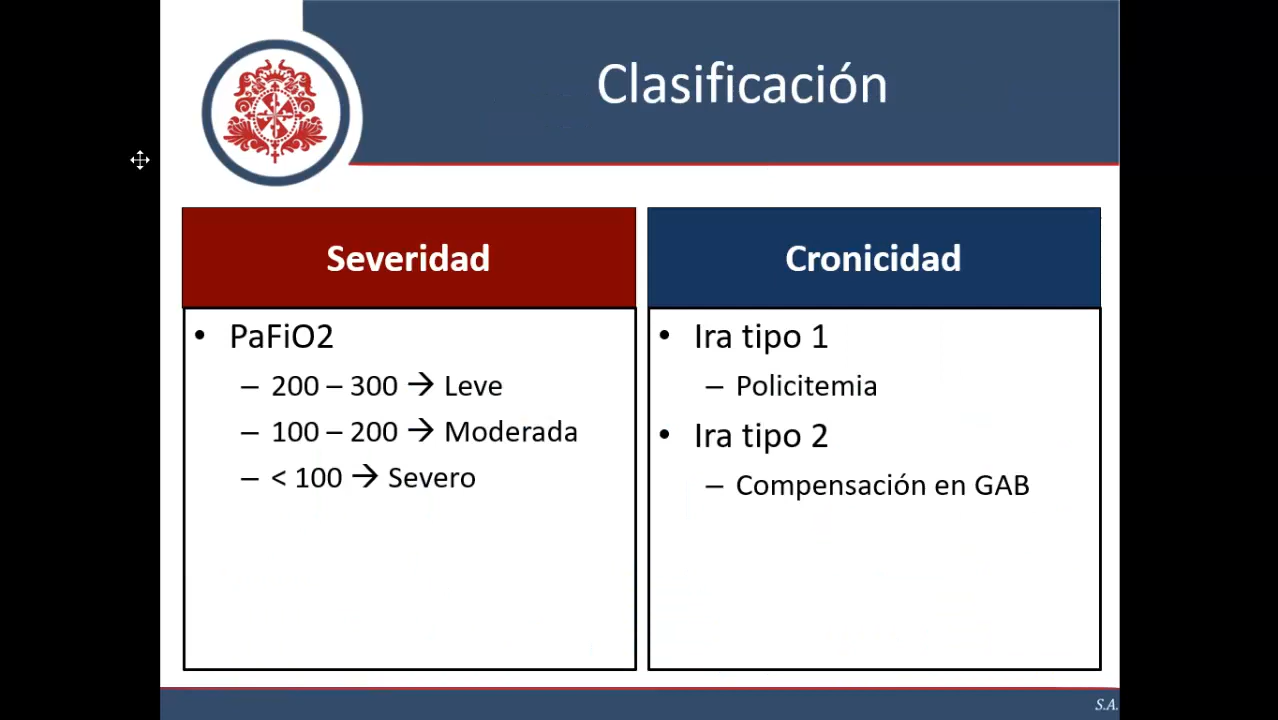 Clasificación
Severidad
• PaFiO2
– 200 – 300 → Leve
– 100 – 200 → Moderada
– < 100 → Severo
Cronicidad
• Ira tipo 1
– Policitemia
• Ira tipo 2
– Compensación en GAB
S.A.